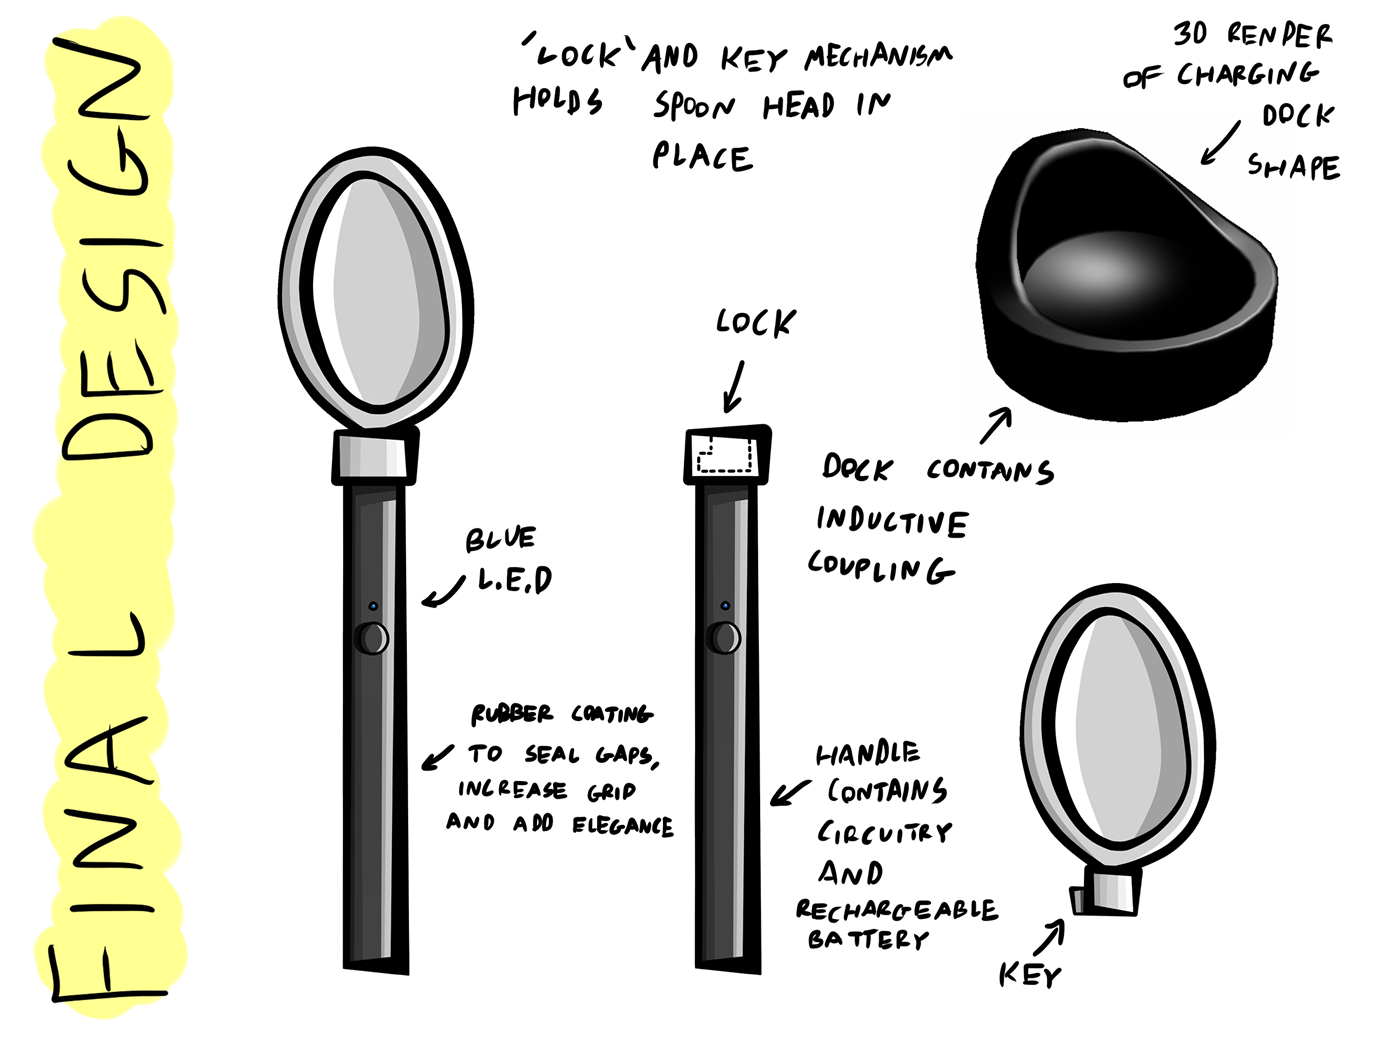 FINAL DESIGN
'LOCK' AND KEY MECHANISM
HOLDS SPOON HEAD IN
PLACE
3D RENDER
OF CHARGING
DOCK
SHAPE
LOCK
DOCK CONTAINS
INDUCTIVE
COUPLING
BLUE
L.E.D
RUBBER COATING
TO SEAL GAPS,
INCREASE GRIP
AND ADD ELEGANCE
HANDLE
CONTAINS
CIRCUITRY
AND
RECHARGEABLE
BATTERY
KEY